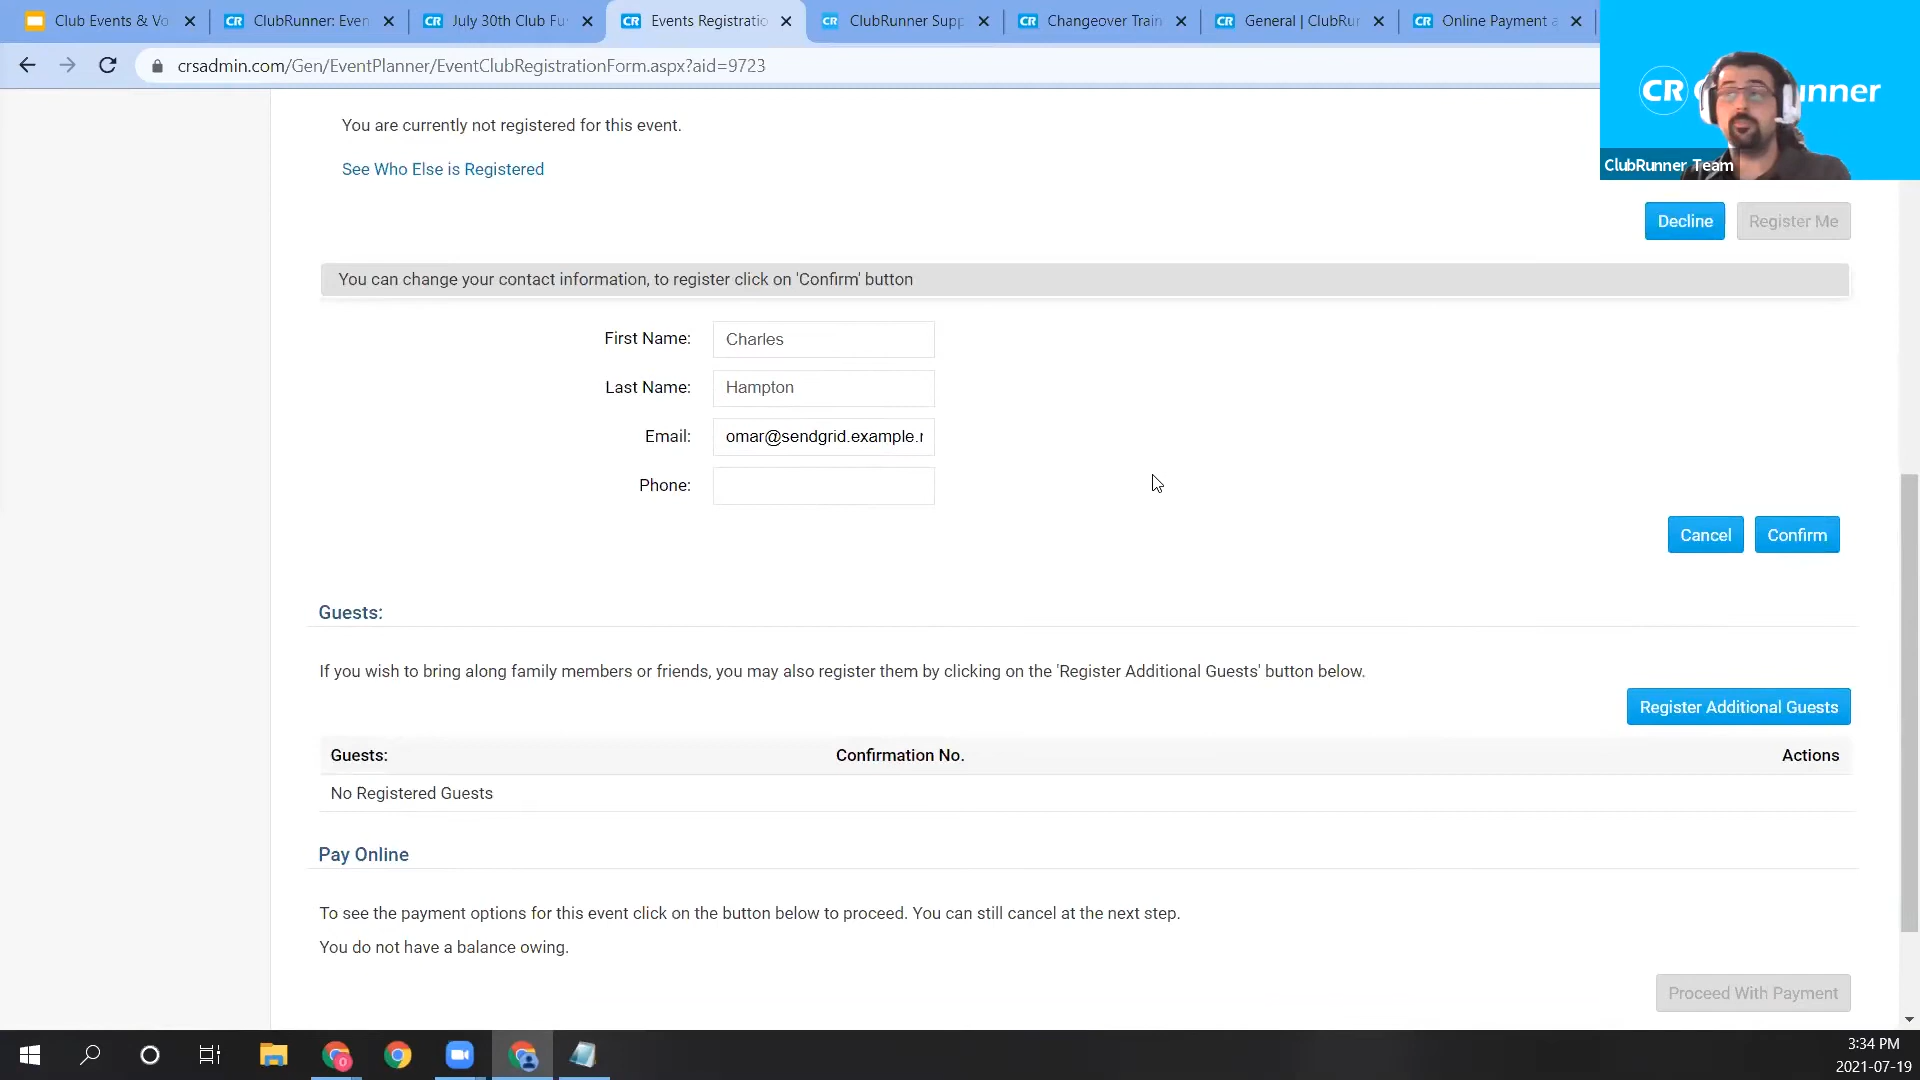 Club Events & Vo
ClubRunner: Even
July 30th Club Fu
Events Registratio
ClubRunner Supp
Changeover Train
General | ClubRu
Online Payment a
crsadmin.com/Gen/EventPlanner/EventClubRegistrationForm.aspx?aid=9723
CR
unner
ClubRunner Team
You are currently not registered for this event.
See Who Else is Registered
Decline
Register Me
You can change your contact information, to register click on 'Confirm' button
First Name:
Charles
Last Name:
Hampton
Email:
omar@sendgrid.example.r
Phone:
Cancel
Confirm
Guests:
If you wish to bring along family members or friends, you may also register them by clicking on the 'Register Additional Guests' button below.
Register Additional Guests
Guests:
Confirmation No.
Actions
No Registered Guests
Pay Online
To see the payment options for this event click on the button below to proceed. You can still cancel at the next step.
You do not have a balance owing.
Proceed With Payment
3:34 PM
2021-07-19